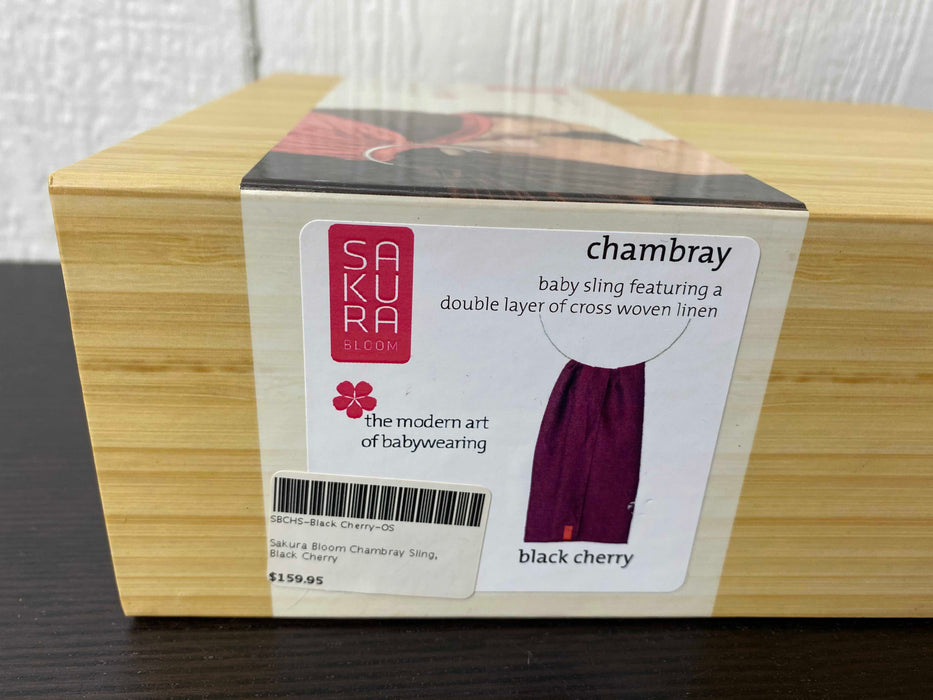 SA
KU
RA
BLOOM
chambray
baby sling featuring a
double layer of cross woven linen
the modern art
of babywearing
black cherry
SBCHS-Black Cherry-OS
Sakura Bloom Chambray Sling,
Black Cherry
$159.95